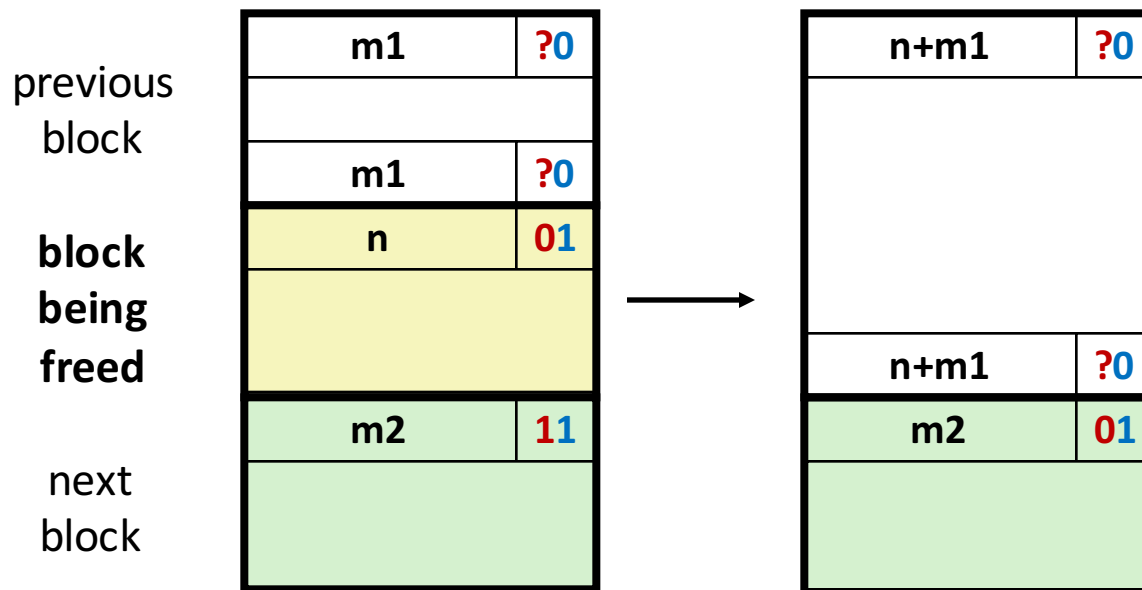 previous
block
block
being
freed
next
block
m1 ?0
m1 ?0
n 01
m2 11
n+m1 ?0
n+m1 ?0
m2 01